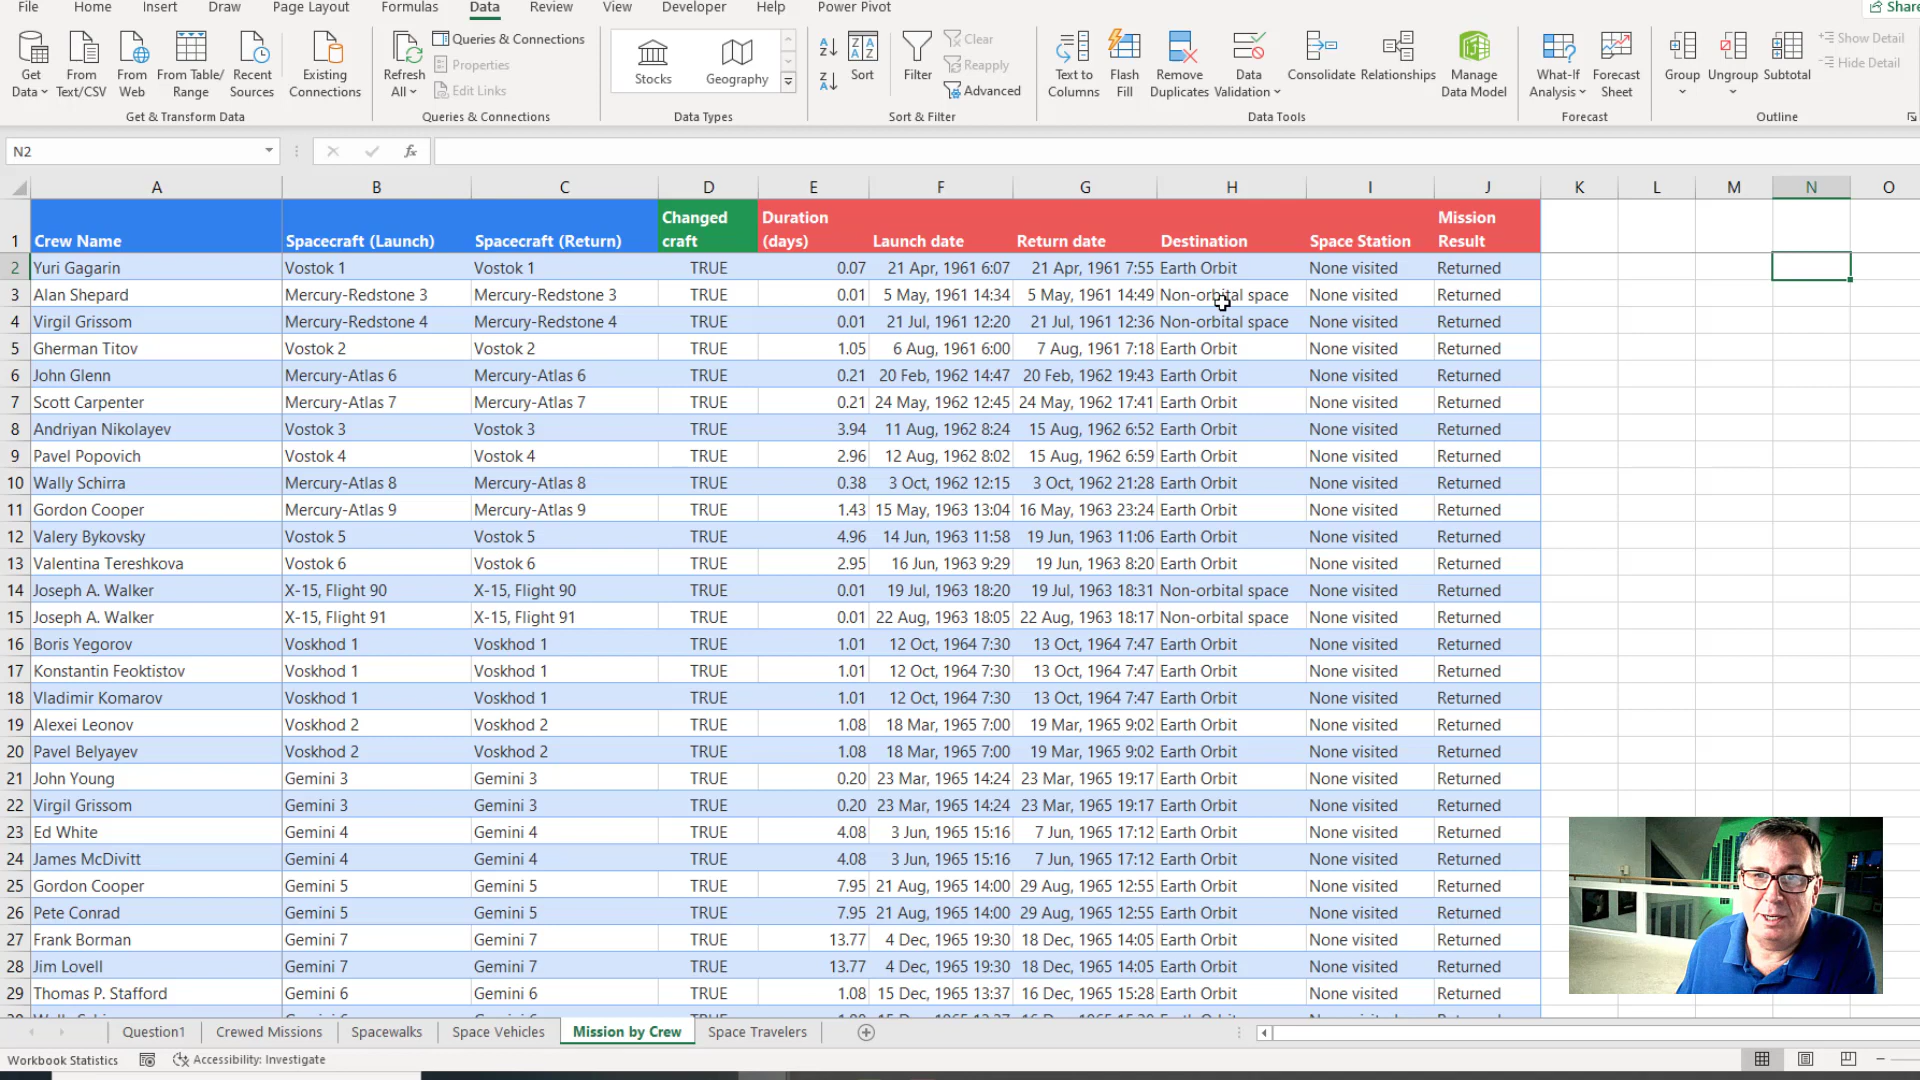 File Home Insert Draw Page Layout Formulas Data Review View Developer Help Power Pivot Share
Get Data From Text/CSV From Web From Table/Range Recent Sources Existing Connections
Get & Transform Data
Refresh All Queries & Connections Properties Edit Links
Queries & Connections
Stocks Geography
Data Types
Sort Filter Clear Reapply Advanced
Sort & Filter
Text to Columns Flash Fill Remove Duplicates Data Validation Consolidate Relationships Manage Data Model
Data Tools
What-If Analysis Forecast Sheet
Forecast
Group Ungroup Subtotal Show Detail Hide Detail
Outline
N2 fx
A B C D E F G H I J K L M N O
1 Crew Name Spacecraft (Launch) Spacecraft (Return) Changed craft Duration (days) Launch date Return date Destination Space Station Mission Result
2 Yuri Gagarin Vostok 1 Vostok 1 TRUE 0.07 21 Apr, 1961 6:07 21 Apr, 1961 7:55 Earth Orbit None visited Returned
3 Alan Shepard Mercury-Redstone 3 Mercury-Redstone 3 TRUE 0.01 5 May, 1961 14:34 5 May, 1961 14:49 Non-orbital space None visited Returned
4 Virgil Grissom Mercury-Redstone 4 Mercury-Redstone 4 TRUE 0.01 21 Jul, 1961 12:20 21 Jul, 1961 12:36 Non-orbital space None visited Returned
5 Gherman Titov Vostok 2 Vostok 2 TRUE 1.05 6 Aug, 1961 6:00 7 Aug, 1961 7:18 Earth Orbit None visited Returned
6 John Glenn Mercury-Atlas 6 Mercury-Atlas 6 TRUE 0.21 20 Feb, 1962 14:47 20 Feb, 1962 19:43 Earth Orbit None visited Returned
7 Scott Carpenter Mercury-Atlas 7 Mercury-Atlas 7 TRUE 0.21 24 May, 1962 12:45 24 May, 1962 17:41 Earth Orbit None visited Returned
8 Andriyan Nikolayev Vostok 3 Vostok 3 TRUE 3.94 11 Aug, 1962 8:24 15 Aug, 1962 6:52 Earth Orbit None visited Returned
9 Pavel Popovich Vostok 4 Vostok 4 TRUE 2.96 12 Aug, 1962 8:02 15 Aug, 1962 6:59 Earth Orbit None visited Returned
10 Wally Schirra Mercury-Atlas 8 Mercury-Atlas 8 TRUE 0.38 3 Oct, 1962 12:15 3 Oct, 1962 21:28 Earth Orbit None visited Returned
11 Gordon Cooper Mercury-Atlas 9 Mercury-Atlas 9 TRUE 1.43 15 May, 1963 13:04 16 May, 1963 23:24 Earth Orbit None visited Returned
12 Valery Bykovsky Vostok 5 Vostok 5 TRUE 4.96 14 Jun, 1963 11:58 19 Jun, 1963 11:06 Earth Orbit None visited Returned
13 Valentina Tereshkova Vostok 6 Vostok 6 TRUE 2.95 16 Jun, 1963 9:29 19 Jun, 1963 8:20 Earth Orbit None visited Returned
14 Joseph A. Walker X-15, Flight 90 X-15, Flight 90 TRUE 0.01 19 Jul, 1963 18:20 19 Jul, 1963 18:31 Non-orbital space None visited Returned
15 Joseph A. Walker X-15, Flight 91 X-15, Flight 91 TRUE 0.01 22 Aug, 1963 18:05 22 Aug, 1963 18:17 Non-orbital space None visited Returned
16 Boris Yegorov Voskhod 1 Voskhod 1 TRUE 1.01 12 Oct, 1964 7:30 13 Oct, 1964 7:47 Earth Orbit None visited Returned
17 Konstantin Feoktistov Voskhod 1 Voskhod 1 TRUE 1.01 12 Oct, 1964 7:30 13 Oct, 1964 7:47 Earth Orbit None visited Returned
18 Vladimir Komarov Voskhod 1 Voskhod 1 TRUE 1.01 12 Oct, 1964 7:30 13 Oct, 1964 7:47 Earth Orbit None visited Returned
19 Alexei Leonov Voskhod 2 Voskhod 2 TRUE 1.08 18 Mar, 1965 7:00 19 Mar, 1965 9:02 Earth Orbit None visited Returned
20 Pavel Belyayev Voskhod 2 Voskhod 2 TRUE 1.08 18 Mar, 1965 7:00 19 Mar, 1965 9:02 Earth Orbit None visited Returned
21 John Young Gemini 3 Gemini 3 TRUE 0.20 23 Mar, 1965 14:24 23 Mar, 1965 19:17 Earth Orbit None visited Returned
22 Virgil Grissom Gemini 3 Gemini 3 TRUE 0.20 23 Mar, 1965 14:24 23 Mar, 1965 19:17 Earth Orbit None visited Returned
23 Ed White Gemini 4 Gemini 4 TRUE 4.08 3 Jun, 1965 15:16 7 Jun, 1965 17:12 Earth Orbit None visited Returned
24 James McDivitt Gemini 4 Gemini 4 TRUE 4.08 3 Jun, 1965 15:16 7 Jun, 1965 17:12 Earth Orbit None visited Returned
25 Gordon Cooper Gemini 5 Gemini 5 TRUE 7.95 21 Aug, 1965 14:00 29 Aug, 1965 12:55 Earth Orbit None visited Returned
26 Pete Conrad Gemini 5 Gemini 5 TRUE 7.95 21 Aug, 1965 14:00 29 Aug, 1965 12:55 Earth Orbit None visited Returned
27 Frank Borman Gemini 7 Gemini 7 TRUE 13.77 4 Dec, 1965 19:30 18 Dec, 1965 14:05 Earth Orbit None visited Returned
28 Jim Lovell Gemini 7 Gemini 7 TRUE 13.77 4 Dec, 1965 19:30 18 Dec, 1965 14:05 Earth Orbit None visited Returned
29 Thomas P. Stafford Gemini 6 Gemini 6 TRUE 1.08 15 Dec, 1965 13:37 16 Dec, 1965 15:28 Earth Orbit None visited Returned
Question1 Crewed Missions Spacewalks Space Vehicles Mission by Crew Space Travelers
Workbook Statistics Accessibility: Investigate